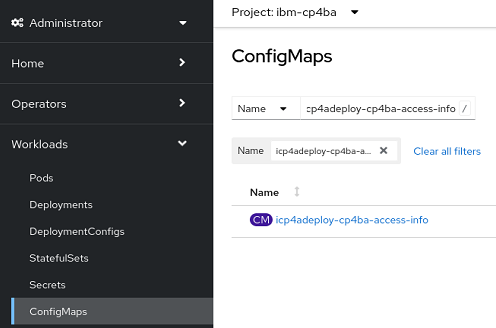 Administrator
Home
Operators
Workloads
Pods
Deployments
DeploymentConfigs
StatefulSets
Secrets
ConfigMaps
Project: ibm-cp4ba
ConfigMaps
Name
cp4adeploy-cp4ba-access-info /
Name icp4adeploy-cp4ba-a... Clear all filters
Name
CM icp4adeploy-cp4ba-access-info